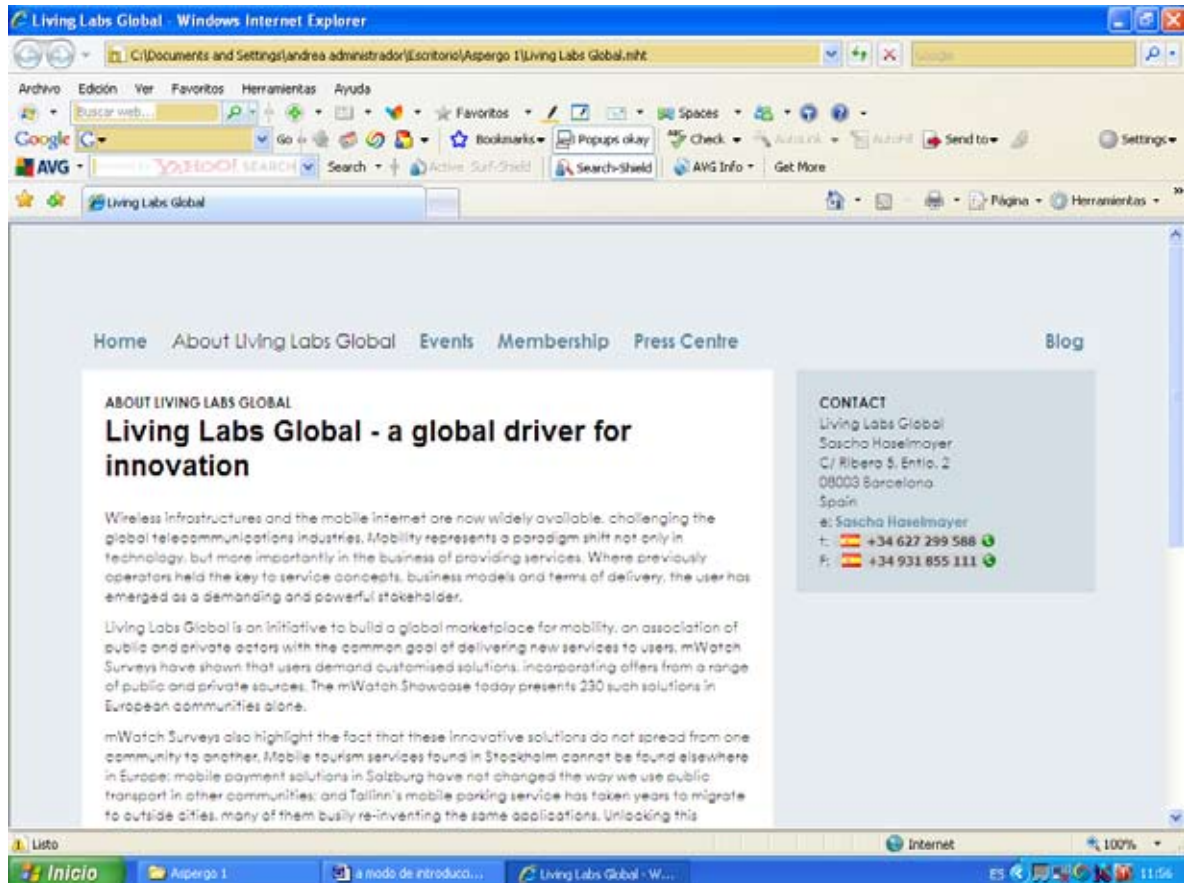 Living Labs Global - Windows Internet Explorer
C:\Documents and Settings\andrea administrador\Escritorio\Aspergo 1\Living Labs Global.mht
Google
Archivo Edición Ver Favoritos Herramientas Ayuda
Buscar web... Favoritos Spaces
Google Go Bookmarks Popups okay Check AutoLink AutoFill Send to Settings
AVG YAHOO! SEARCH Search Active Surf-Shield Search-Shield AVG Info Get More
Living Labs Global Página Herramientas
Home About Living Labs Global Events Membership Press Centre Blog
ABOUT LIVING LABS GLOBAL
Living Labs Global - a global driver for
innovation
Wireless infrastructures and the mobile internet are now widely available, challenging the
global telecommunications industries. Mobility represents a paradigm shift not only in
technology, but more importantly in the business of providing services. Where previously
operators held the key to service concepts, business models and terms of delivery, the user has
emerged as a demanding and powerful stakeholder.
Living Labs Global is an initiative to build a global marketplace for mobility, an association of
public and private actors with the common goal of delivering new services to users. mWatch
Surveys have shown that users demand customised solutions, incorporating offers from a range
of public and private sources. The mWatch Showcase today presents 230 such solutions in
European communities alone.
mWatch Surveys also highlight the fact that these innovative solutions do not spread from one
community to another. Mobile tourism services found in Stockholm cannot be found elsewhere
in Europe; mobile payment solutions in Salzburg have not changed the way we use public
transport in other communities; and Tallinn's mobile parking service has taken years to migrate
to outside cities, many of them busily re-inventing the same applications. Unlocking this
CONTACT
Living Labs Global
Sascha Haselmayer
C/ Ribera 5, Entlo. 2
08003 Barcelona
Spain
e: Sascha Haselmayer
t: +34 627 299 588
F: +34 931 855 111
Listo Internet 100%
Inicio Aspergo 1 a modo de introducci... Living Labs Global - W... ES 11:56